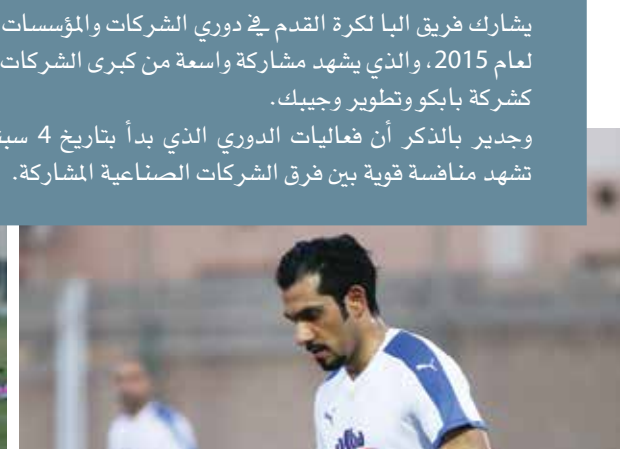 يشارك فريق البا لكرة القدم في دوري الشركات والمؤسسات
لعام 2015، والذي يشهد مشاركة واسعة من كبرى الشركات
كشركة بابكو وتطوير وجيبك.
وجدير بالذكر أن فعاليات الدوري الذي بدأ بتاريخ 4
تشهد منافسة قوية بين فرق الشركات الصناعية المشاركة.